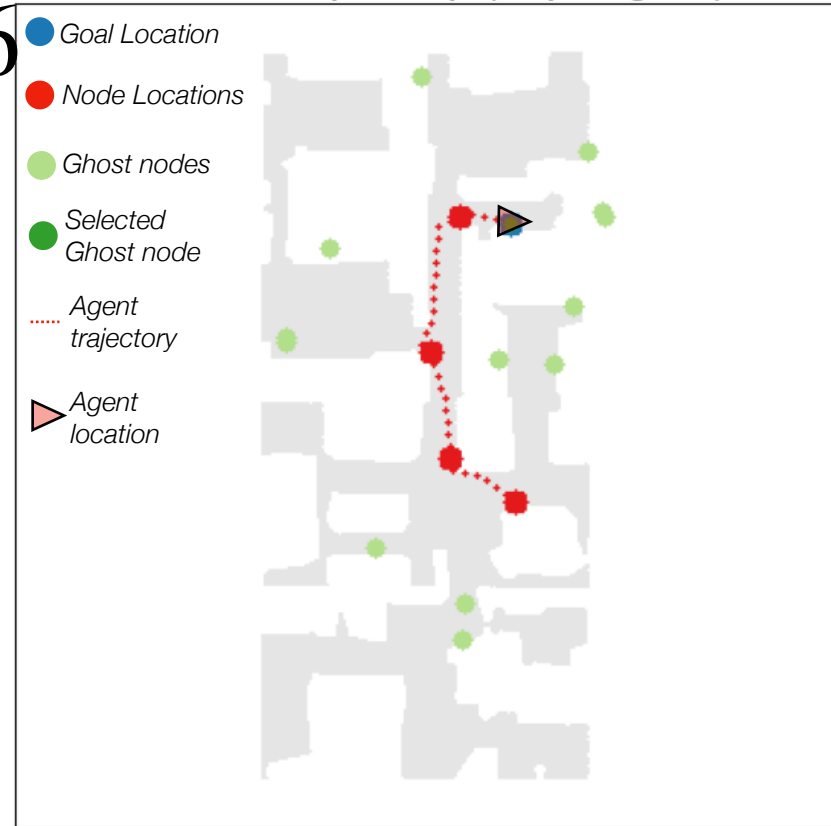 Goal Location
Node Locations
Ghost nodes
Selected
Ghost node
Agent
trajectory
Agent
location